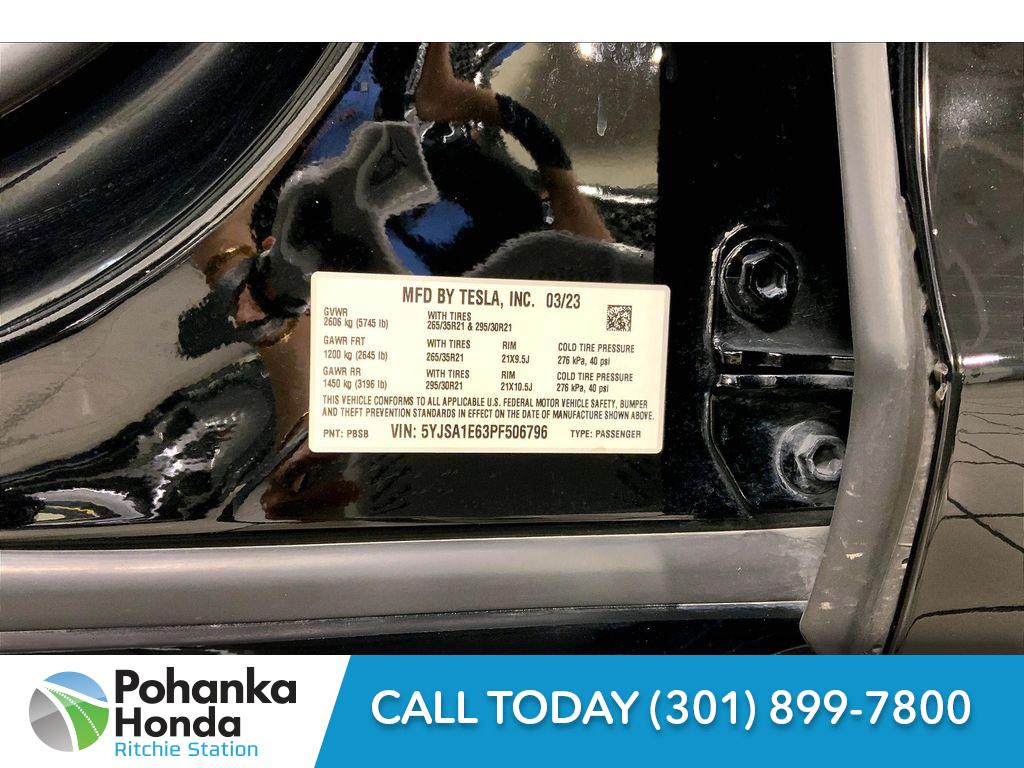 MFD BY TESLA, INC. 03/23
GVWR
2606 kg (5745 lb)
WITH TIRES
265/35R21 & 295/30R21
GAWR FRT
1200 kg (2645 lb)
WITH TIRES
265/35R21
RIM
21X9.5J
COLD TIRE PRESSURE
276 kPa, 40 psi
GAWR RR
1450 kg (3196 lb)
WITH TIRES
295/30R21
RIM
21X10.5J
COLD TIRE PRESSURE
276 kPa, 40 psi
THIS VEHICLE CONFORMS TO ALL APPLICABLE U.S. FEDERAL MOTOR VEHICLE SAFETY, BUMPER
AND THEFT PREVENTION STANDARDS IN EFFECT ON THE DATE OF MANUFACTURE SHOWN ABOVE.
PNT: PBSB VIN: 5YJSA1E63PF506796 TYPE: PASSENGER
Pohanka
Honda
Ritchie Station
CALL TODAY (301) 899-7800